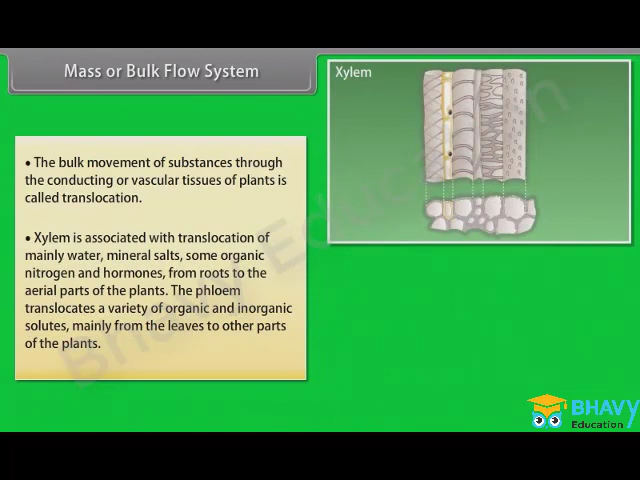 Mass or Bulk Flow System
Xylem
• The bulk movement of substances through
the conducting or vascular tissues of plants is
called translocation.
• Xylem is associated with translocation of
mainly water, mineral salts, some organic
nitrogen and hormones, from roots to the
aerial parts of the plants. The phloem
translocates a variety of organic and inorganic
solutes, mainly from the leaves to other parts
of the plants.
Bhavy Education
BHAVY
Education